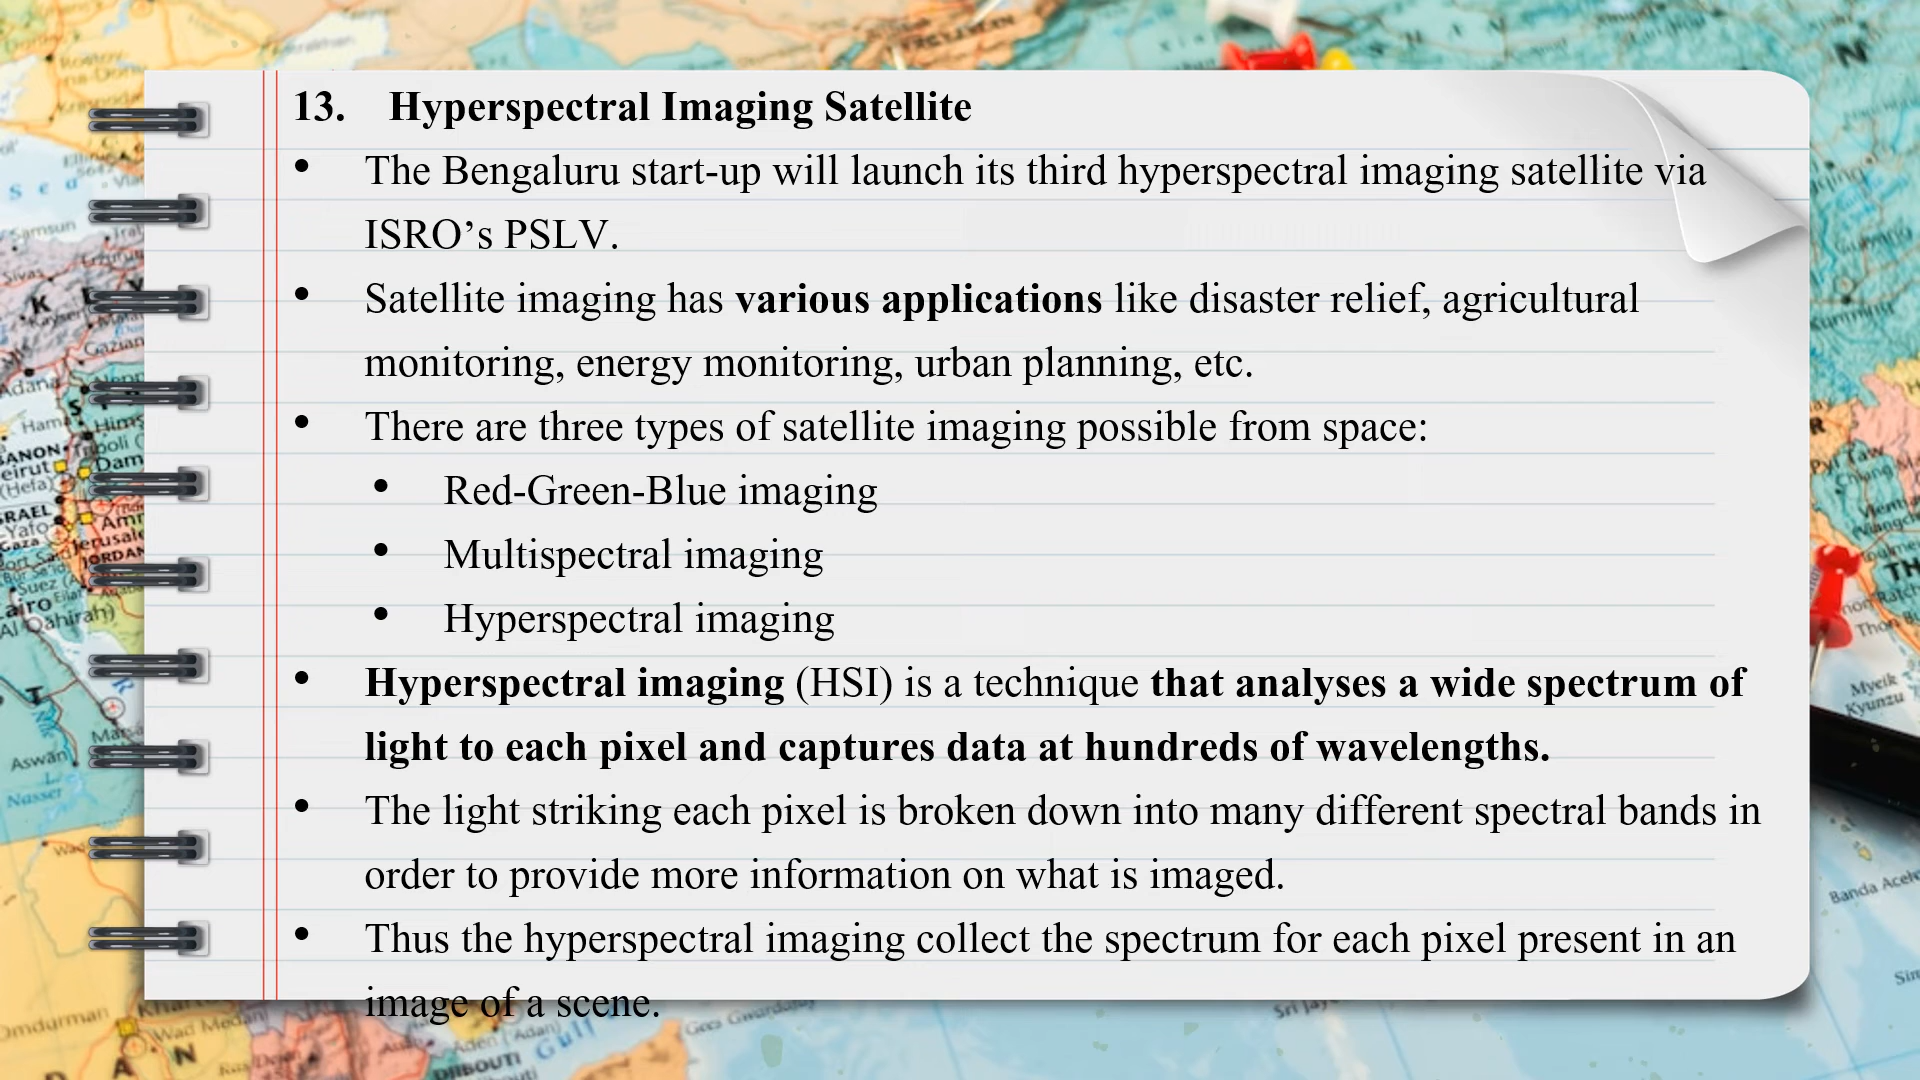 13. Hyperspectral Imaging Satellite
• The Bengaluru start-up will launch its third hyperspectral imaging satellite via
ISRO’s PSLV.
• Satellite imaging has various applications like disaster relief, agricultural
monitoring, energy monitoring, urban planning, etc.
• There are three types of satellite imaging possible from space:
• Red-Green-Blue imaging
• Multispectral imaging
• Hyperspectral imaging
• Hyperspectral imaging (HSI) is a technique that analyses a wide spectrum of
light to each pixel and captures data at hundreds of wavelengths.
• The light striking each pixel is broken down into many different spectral bands in
order to provide more information on what is imaged.
• Thus the hyperspectral imaging collect the spectrum for each pixel present in an
image of a scene.